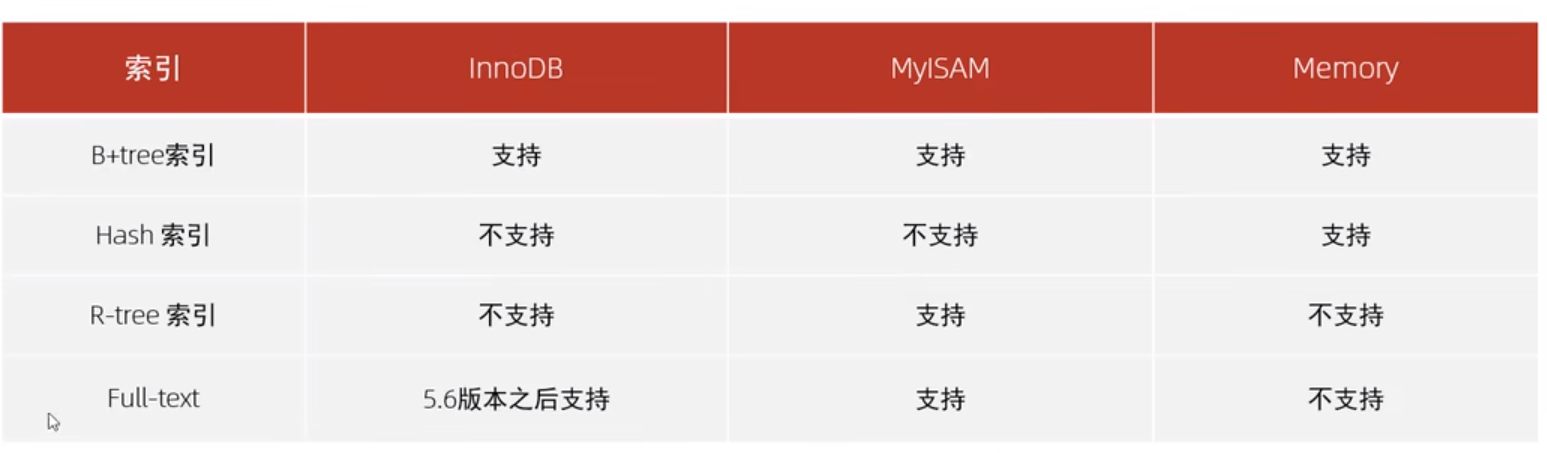 索引 InnoDB MyISAM Memory
B+tree索引 支持 支持 支持
Hash 索引 不支持 不支持 支持
R-tree 索引 不支持 支持 不支持
Full-text 5.6版本之后支持 支持 不支持